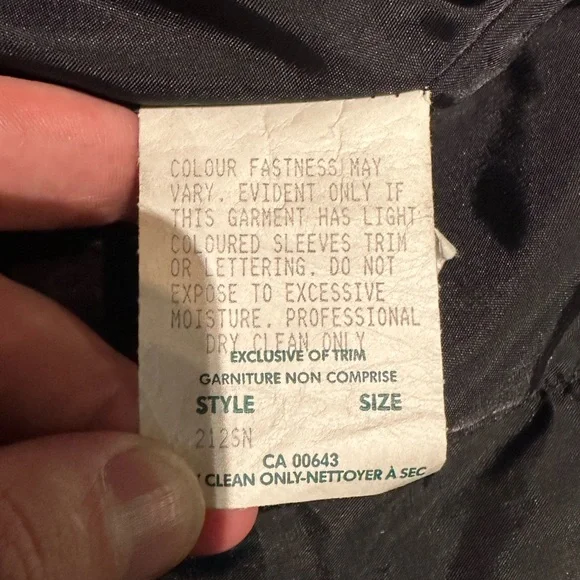 COLOUR FASTNESS MAY
VARY. EVIDENT ONLY IF
THIS GARMENT HAS LIGHT
COLOURED SLEEVES TRIM
OR LETTERING. DO NOT
EXPOSE TO EXCESSIVE
MOISTURE. PROFESSIONAL
DRY CLEAN ONLY
EXCLUSIVE OF TRIM
GARNITURE NON COMPRISE
STYLE SIZE
212SN
CA 00643
CLEAN ONLY-NETTOYER À SEC